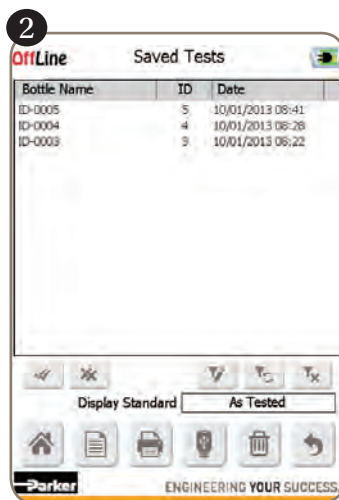 2
OffLine Saved Tests
Bottle Name ID Date
ID-0005 5 10/01/2013 08:41
ID-0004 4 10/01/2013 08:28
ID-0003 3 10/01/2013 08:22
Display Standard As Tested
Parker ENGINEERING YOUR SUCCESS.